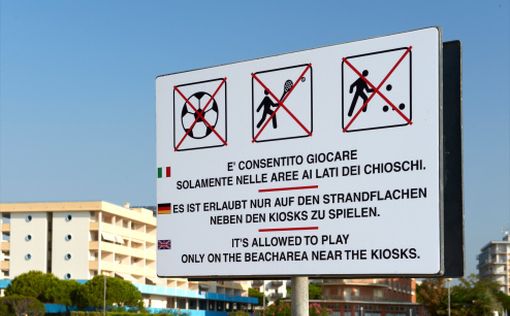 E' CONSENTITO GIOCARE
SOLAMENTE NELLE AREE AI LATI DEI CHIOSCHI.
ES IST ERLAUBT NUR AUF DEN STRANDFLACHEN
NEBEN DEN KIOSKS ZU SPIELEN.
IT'S ALLOWED TO PLAY
ONLY ON THE BEACHAREA NEAR THE KIOSKS.